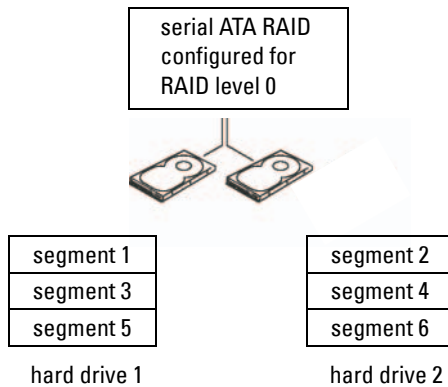 serial ATA RAID
configured for
RAID level 0
segment 1
segment 2
segment 3
segment 4
segment 5
segment 6
hard drive 1
hard drive 2